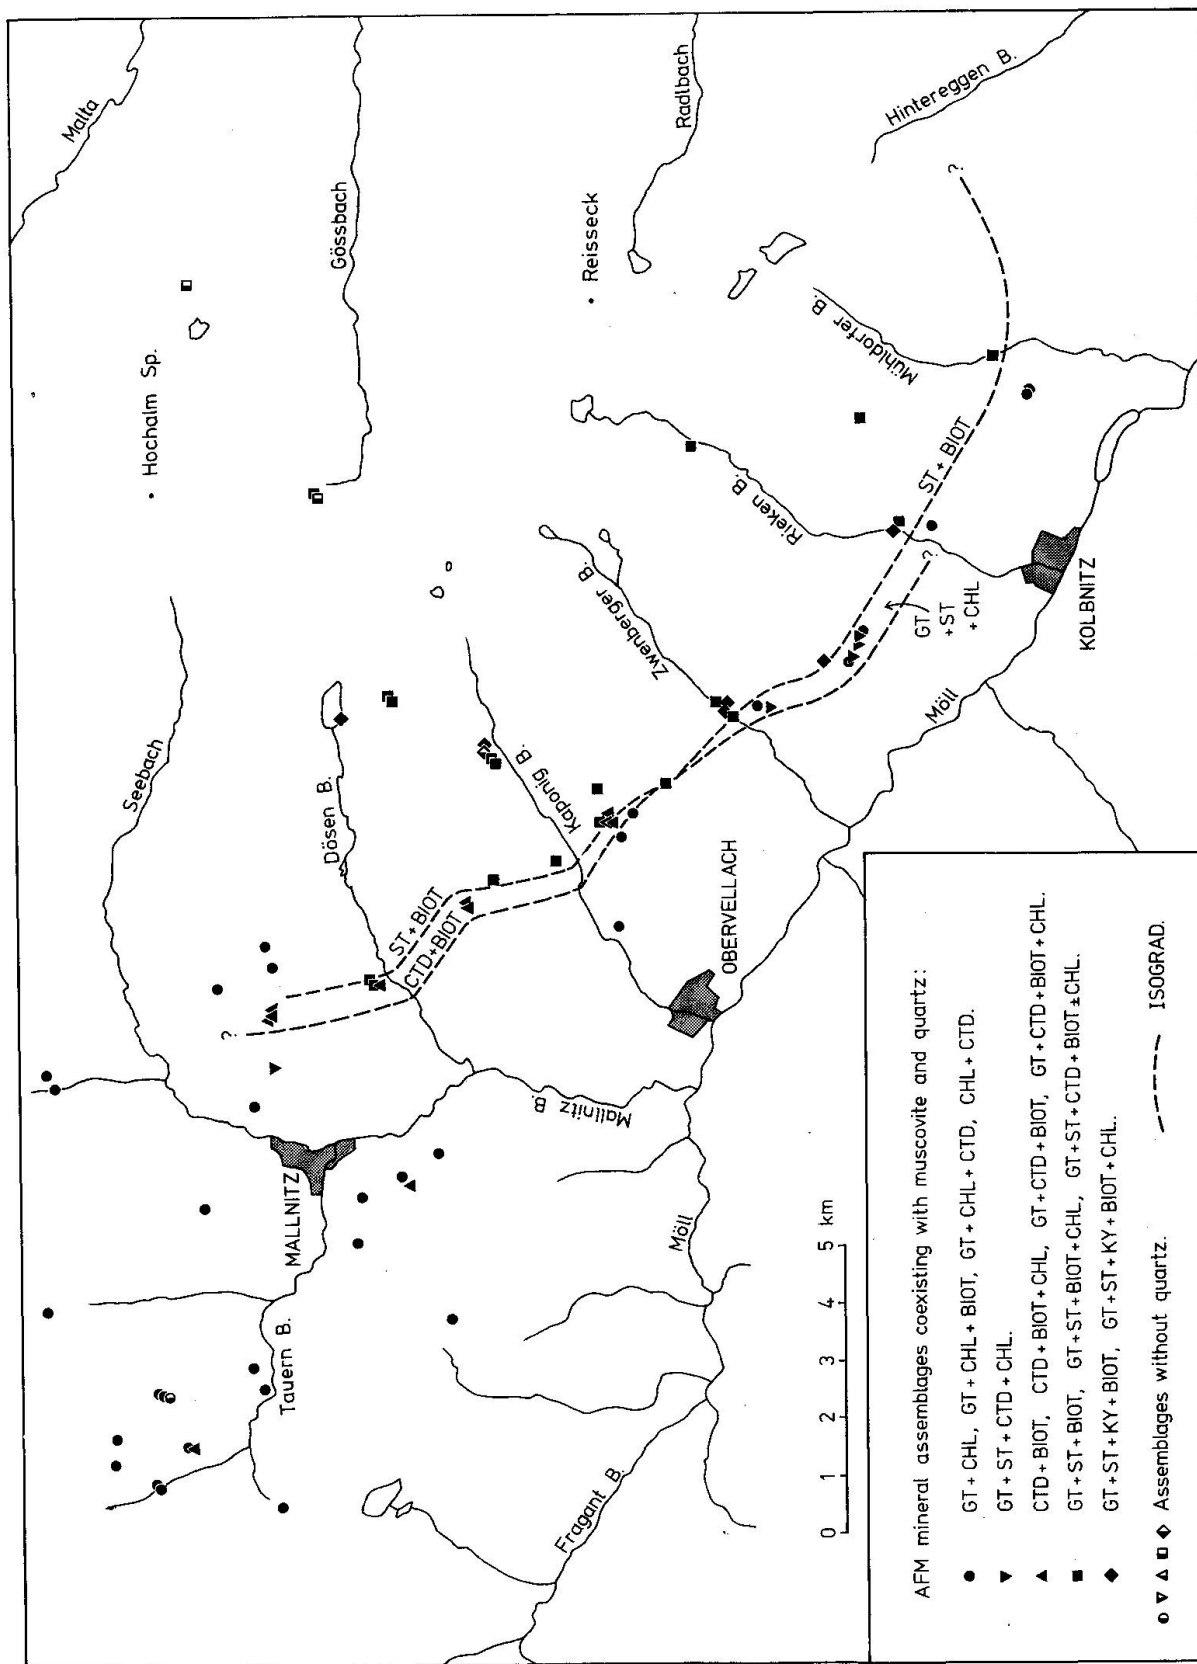 Malta
Hochalm Sp.
Gössbach
Seebach
Reisseck
Radlbach
Dösen B.
Kaponig B.
Zwenberger B.
Rieken B.
Mühldorfer B.
Hintereggen B.
?
ST + BIOT
CTD+BIOT
ST + BIOT
?
?
GT
+ ST
+ CHL
MALLNITZ
Tauern B.
Mallnitz B.
OBERVELLACH
KOLBNITZ
Möll
Möll
Fragant B.
0 1 2 3 4 5 km
AFM mineral assemblages coexisting with muscovite and quartz:
● GT + CHL, GT + CHL + BIOT, GT + CHL + CTD, CHL + CTD.
▼ GT + ST + CTD + CHL.
▲ CTD + BIOT, CTD + BIOT + CHL, GT + CTD + BIOT, GT + CTD + BIOT + CHL.
■ GT + ST + BIOT, GT + ST + BIOT + CHL, GT + ST + CTD + BIOT ± CHL.
◆ GT + ST + KY + BIOT, GT + ST + KY + BIOT + CHL.
Assemblages without quartz.
ISOGRAD.